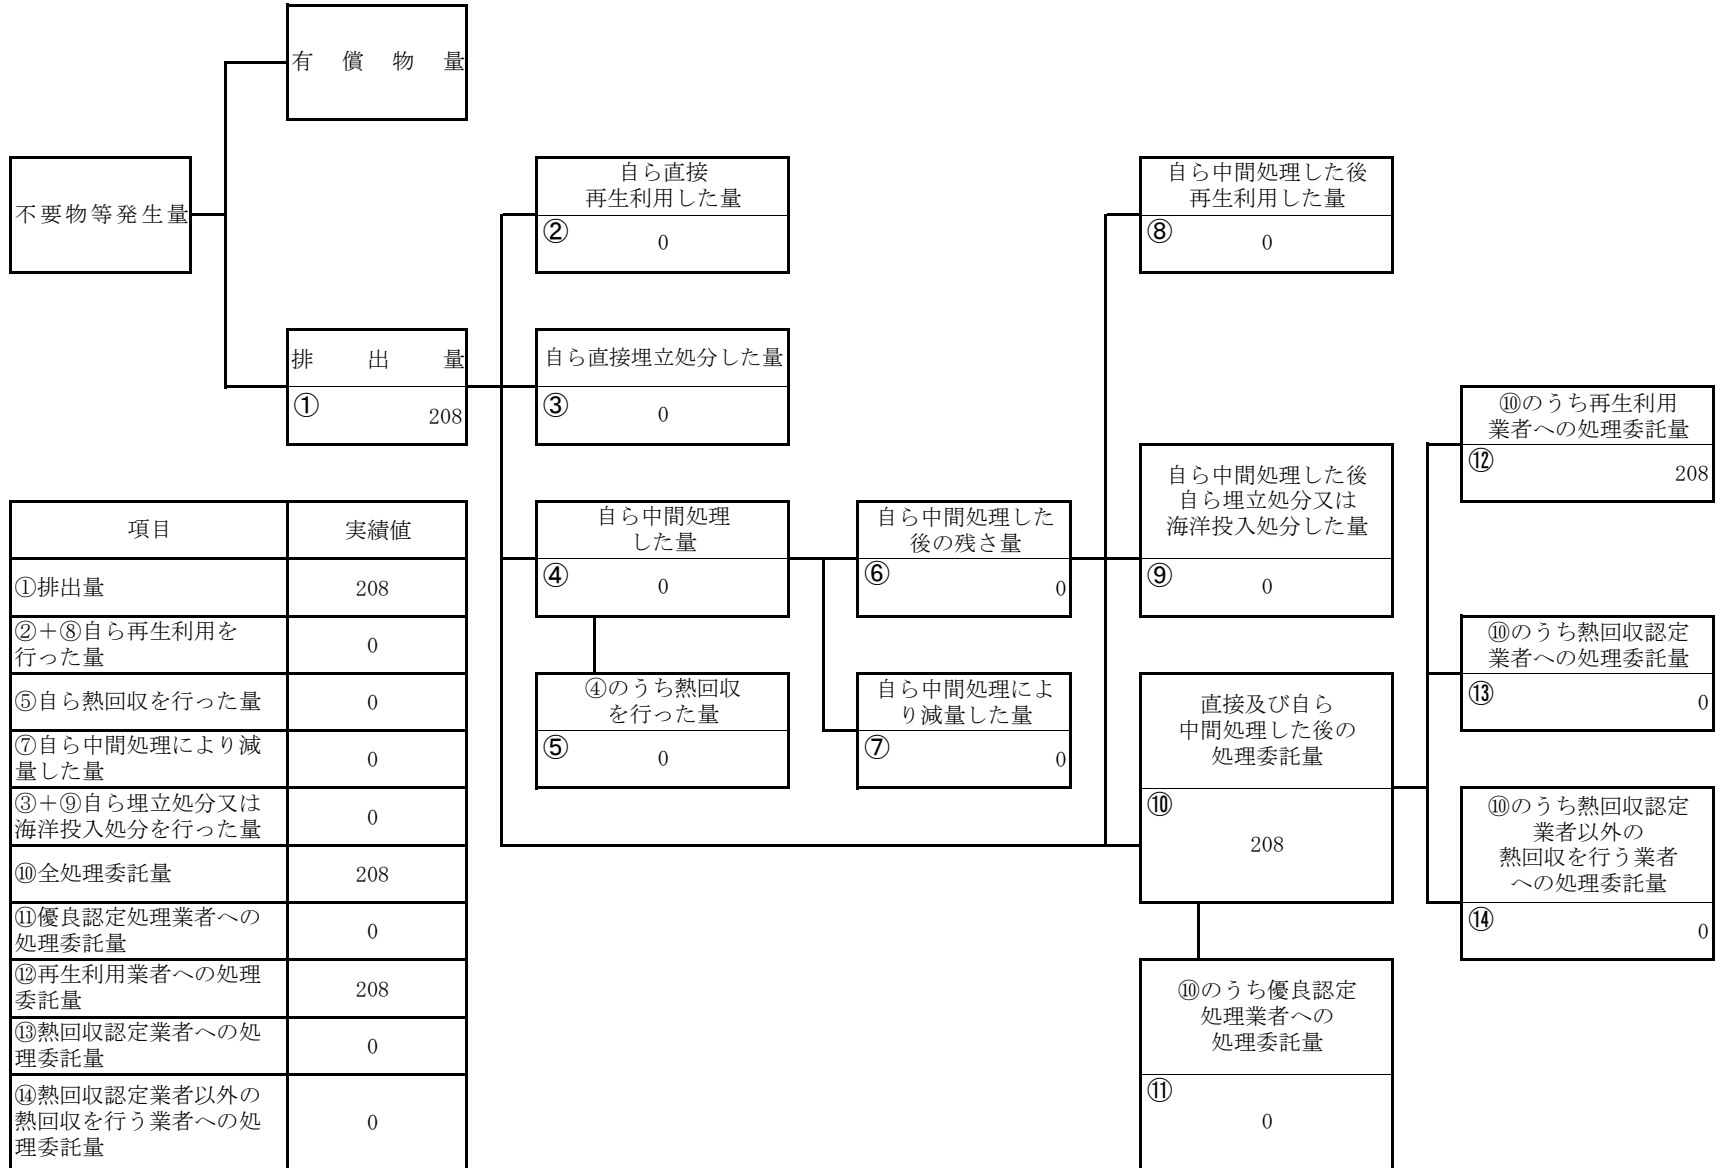 有償物量
不要物等発生量
排出量
①
208
自ら直接
再生利用した量
②
0
自ら直接埋立処分した量
③
0
自ら中間処理
した量
④
0
④のうち熱回収
を行った量
⑤
0
自ら中間処理した
後の残さ量
⑥
0
自ら中間処理によ
り減量した量
⑦
0
自ら中間処理した後
再生利用した量
⑧
0
自ら中間処理した後
自ら埋立処分又は
海洋投入処分した量
⑨
0
直接及び自ら
中間処理した後の
処理委託量
⑩
208
⑩のうち優良認定
処理業者への
処理委託量
⑪
0
⑩のうち再生利用
業者への処理委託量
⑫
208
⑩のうち熱回収認定
業者への処理委託量
⑬
0
⑩のうち熱回収認定
業者以外の
熱回収を行う業者
への処理委託量
⑭
0
項目 実績値
①排出量 208
②+⑧自ら再生利用を
行った量 0
⑤自ら熱回収を行った量 0
⑦自ら中間処理により減
量した量 0
③+⑨自ら埋立処分又は
海洋投入処分を行った量 0
⑩全処理委託量 208
⑪優良認定処理業者への
処理委託量 0
⑫再生利用業者への処理
委託量 208
⑬熱回収認定業者への処
理委託量 0
⑭熱回収認定業者以外の
熱回収を行う業者への処
理委託量 0